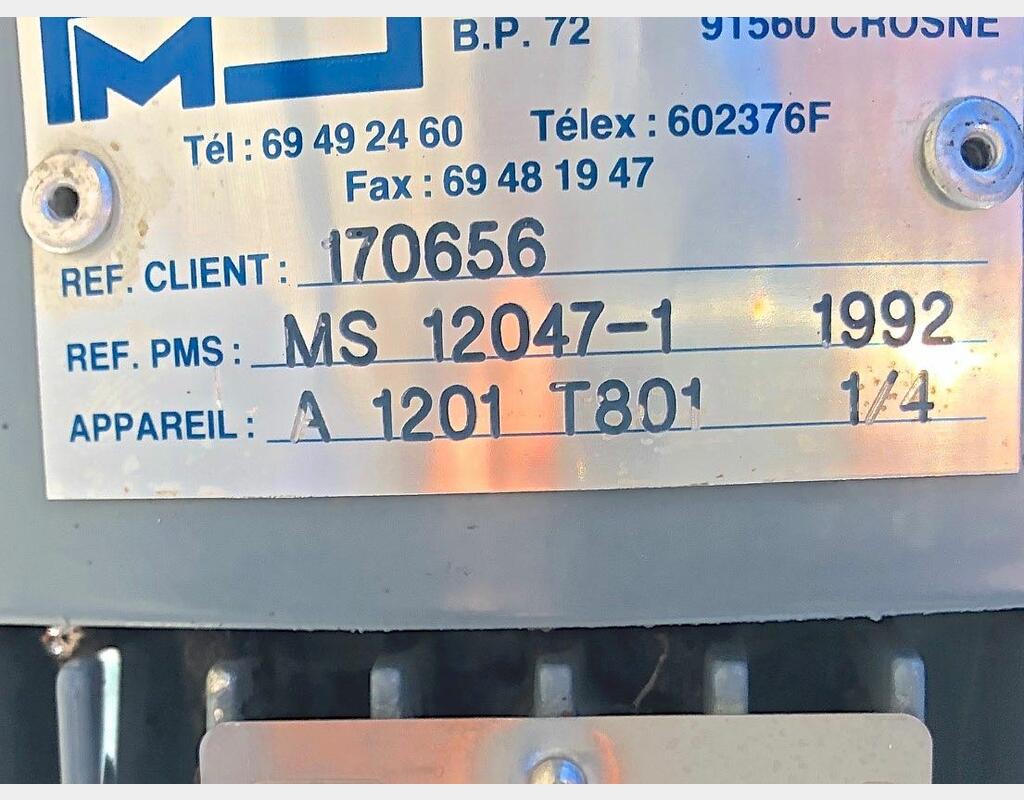 B.P. 72 91560 CROSNE
Tél : 69 49 24 60 Télex : 602376F
Fax : 69 48 19 47
REF. CLIENT : 170656
REF. PMS : MS 12047-1 1992
APPAREIL : A 1201 T801 1/4